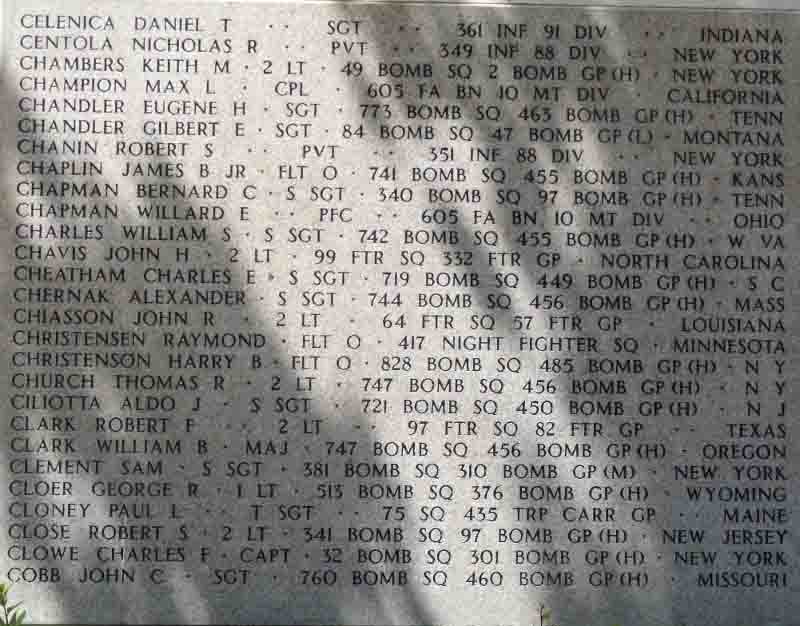 CELENICA DANIEL T · · SGT · · 361 INF 91 DIV · · INDIANA
CENTOLA NICHOLAS R · · PVT · · 349 INF 88 DIV · · NEW YORK
CHAMBERS KEITH M · 2 LT · 49 BOMB SQ 2 BOMB GP (H) · NEW YORK
CHAMPION MAX L · CPL · 605 FA BN 10 MT DIV · CALIFORNIA
CHANDLER EUGENE H · SGT · 773 BOMB SQ 463 BOMB GP (H) · TENN
CHANDLER GILBERT E · SGT · 84 BOMB SQ 47 BOMB GP (L) · MONTANA
CHANIN ROBERT S · · PVT · · 351 INF 88 DIV · · NEW YORK
CHAPLIN JAMES B JR · FLT O · 741 BOMB SQ 455 BOMB GP (H) · KANS
CHAPMAN BERNARD C · S SGT · 340 BOMB SQ 97 BOMB GP (H) · TENN
CHAPMAN WILLARD E · · PFC · · 605 FA BN 10 MT DIV · · OHIO
CHARLES WILLIAM S · S SGT · 742 BOMB SQ 455 BOMB GP (H) · W VA
CHAVIS JOHN H · 2 LT · 99 FTR SQ 332 FTR GP · NORTH CAROLINA
CHEATHAM CHARLES E · S SGT · 719 BOMB SQ 449 BOMB GP (H) · S C
CHERNAK ALEXANDER · S SGT · 744 BOMB SQ 456 BOMB GP (H) · MASS
CHIASSON JOHN R · 2 LT · 64 FTR SQ 57 FTR GP · LOUISIANA
CHRISTENSEN RAYMOND · FLT O · 417 NIGHT FIGHTER SQ · MINNESOTA
CHRISTENSON HARRY B · FLT O · 828 BOMB SQ 485 BOMB GP (H) · N Y
CHURCH THOMAS R · 2 LT · 747 BOMB SQ 456 BOMB GP (H) · N Y
CILIOTTA ALDO J · S SGT · 721 BOMB SQ 450 BOMB GP (H) · N J
CLARK ROBERT F · · 2 LT · · 97 FTR SQ 82 FTR GP · · TEXAS
CLARK WILLIAM B · MAJ · 747 BOMB SQ 456 BOMB GP (H) · OREGON
CLEMENT SAM · S SGT · 381 BOMB SQ 310 BOMB GP (M) · NEW YORK
CLOER GEORGE R · 1 LT · 513 BOMB SQ 376 BOMB GP (H) · WYOMING
CLONEY PAUL L · T SGT · 75 SQ 435 TRP CARR GP · MAINE
CLOSE ROBERT S · 2 LT · 341 BOMB SQ 97 BOMB GP (H) · NEW JERSEY
CLOWE CHARLES F · CAPT · 32 BOMB SQ 301 BOMB GP (H) · NEW YORK
COBB JOHN C · SGT · 760 BOMB SQ 460 BOMB GP (H) · MISSOURI